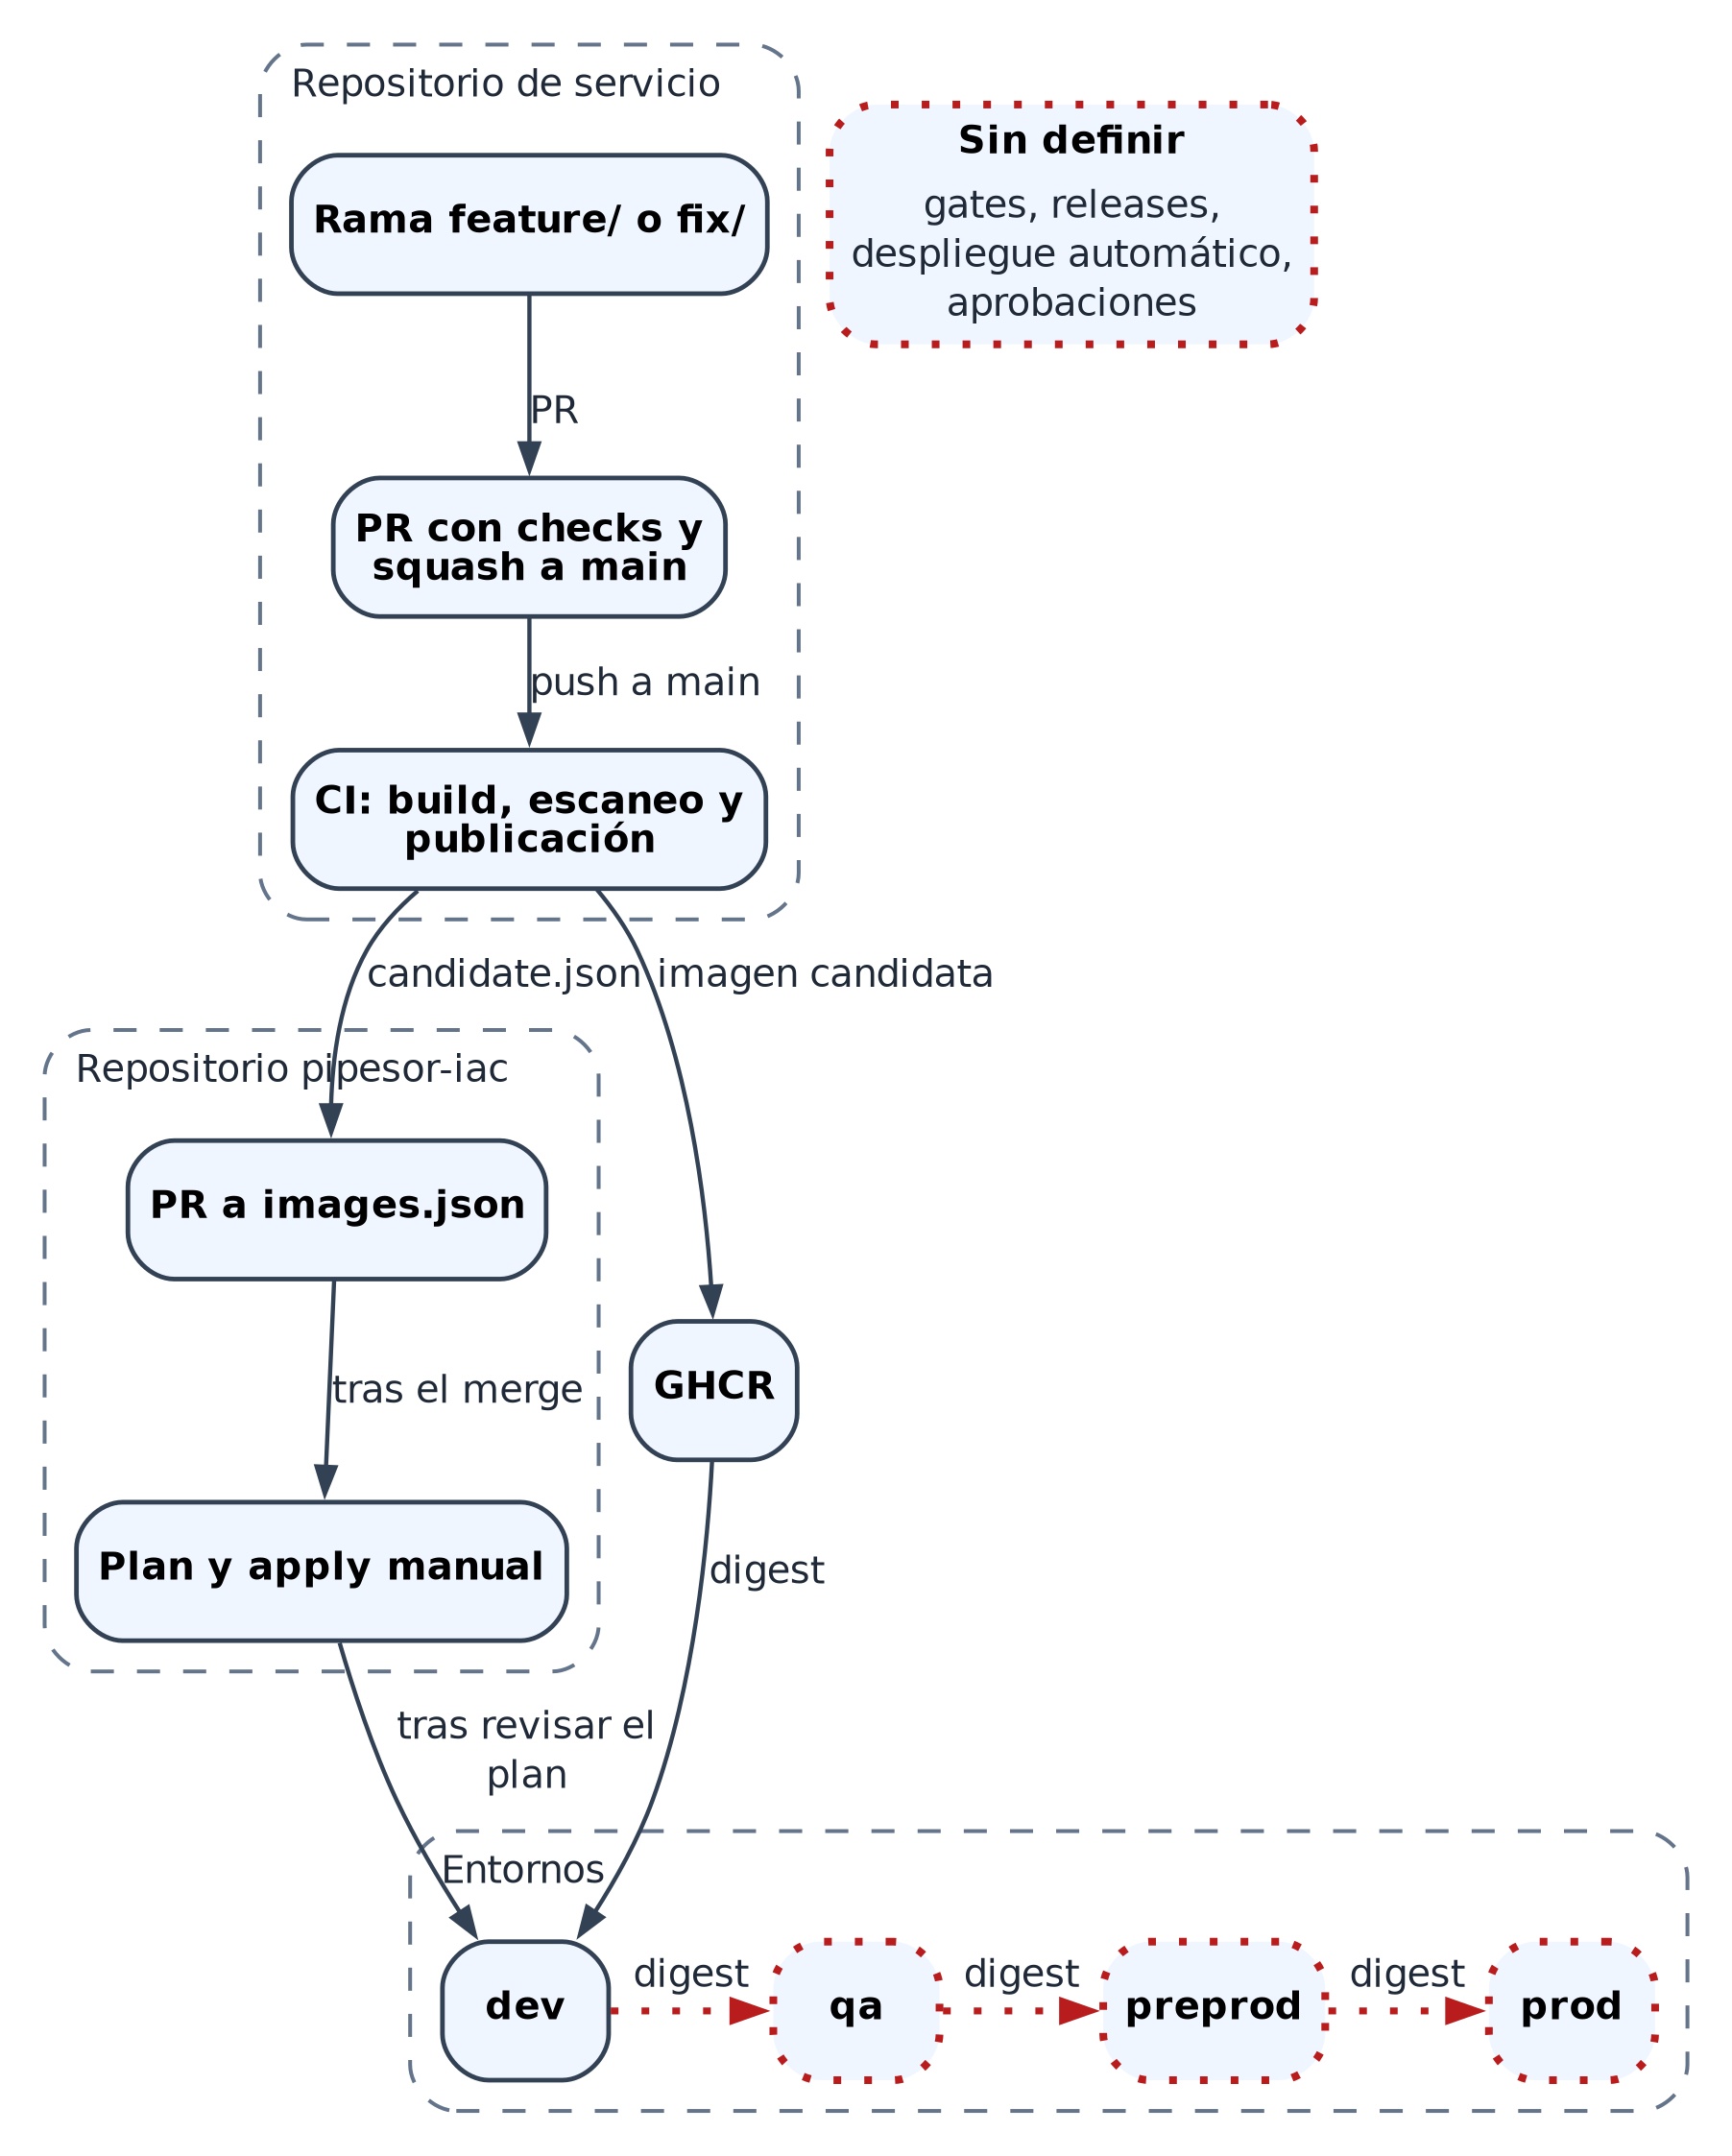 Repositorio de servicio
Sin definir
gates, releases,
despliegue automático,
aprobaciones
Rama feature/ o fix/
PR
PR con checks y
squash a main
push a main
CI: build, escaneo y
publicación
candidate.json
imagen candidata
Repositorio pipesor-iac
PR a images.json
tras el merge
GHCR
Plan y apply manual
digest
tras revisar el
plan
Entornos
dev
digest
qa
digest
preprod
digest
prod